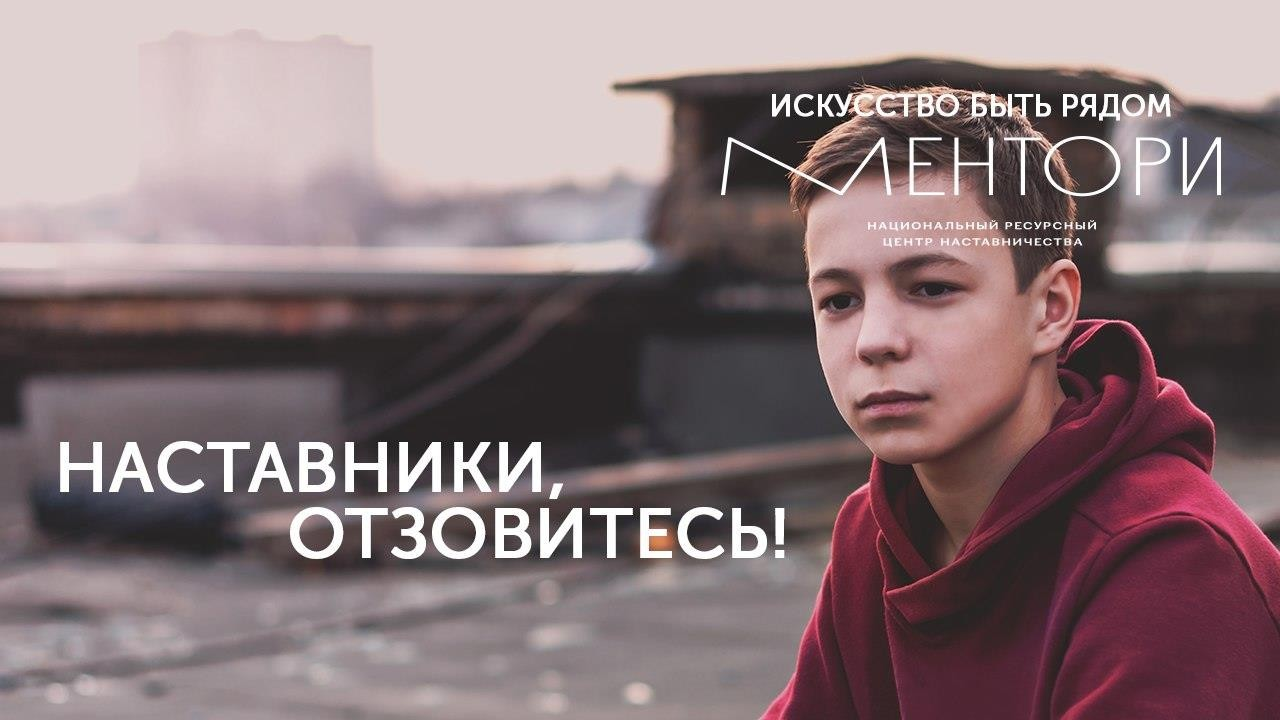 ИСКУССТВО БЫТЬ РЯДОМ
МЕНТОРИ
НАЦИОНАЛЬНЫЙ РЕСУРСНЫЙ
ЦЕНТР НАСТАВНИЧЕСТВА
НАСТАВНИКИ,
ОТЗОВИТЕСЬ!